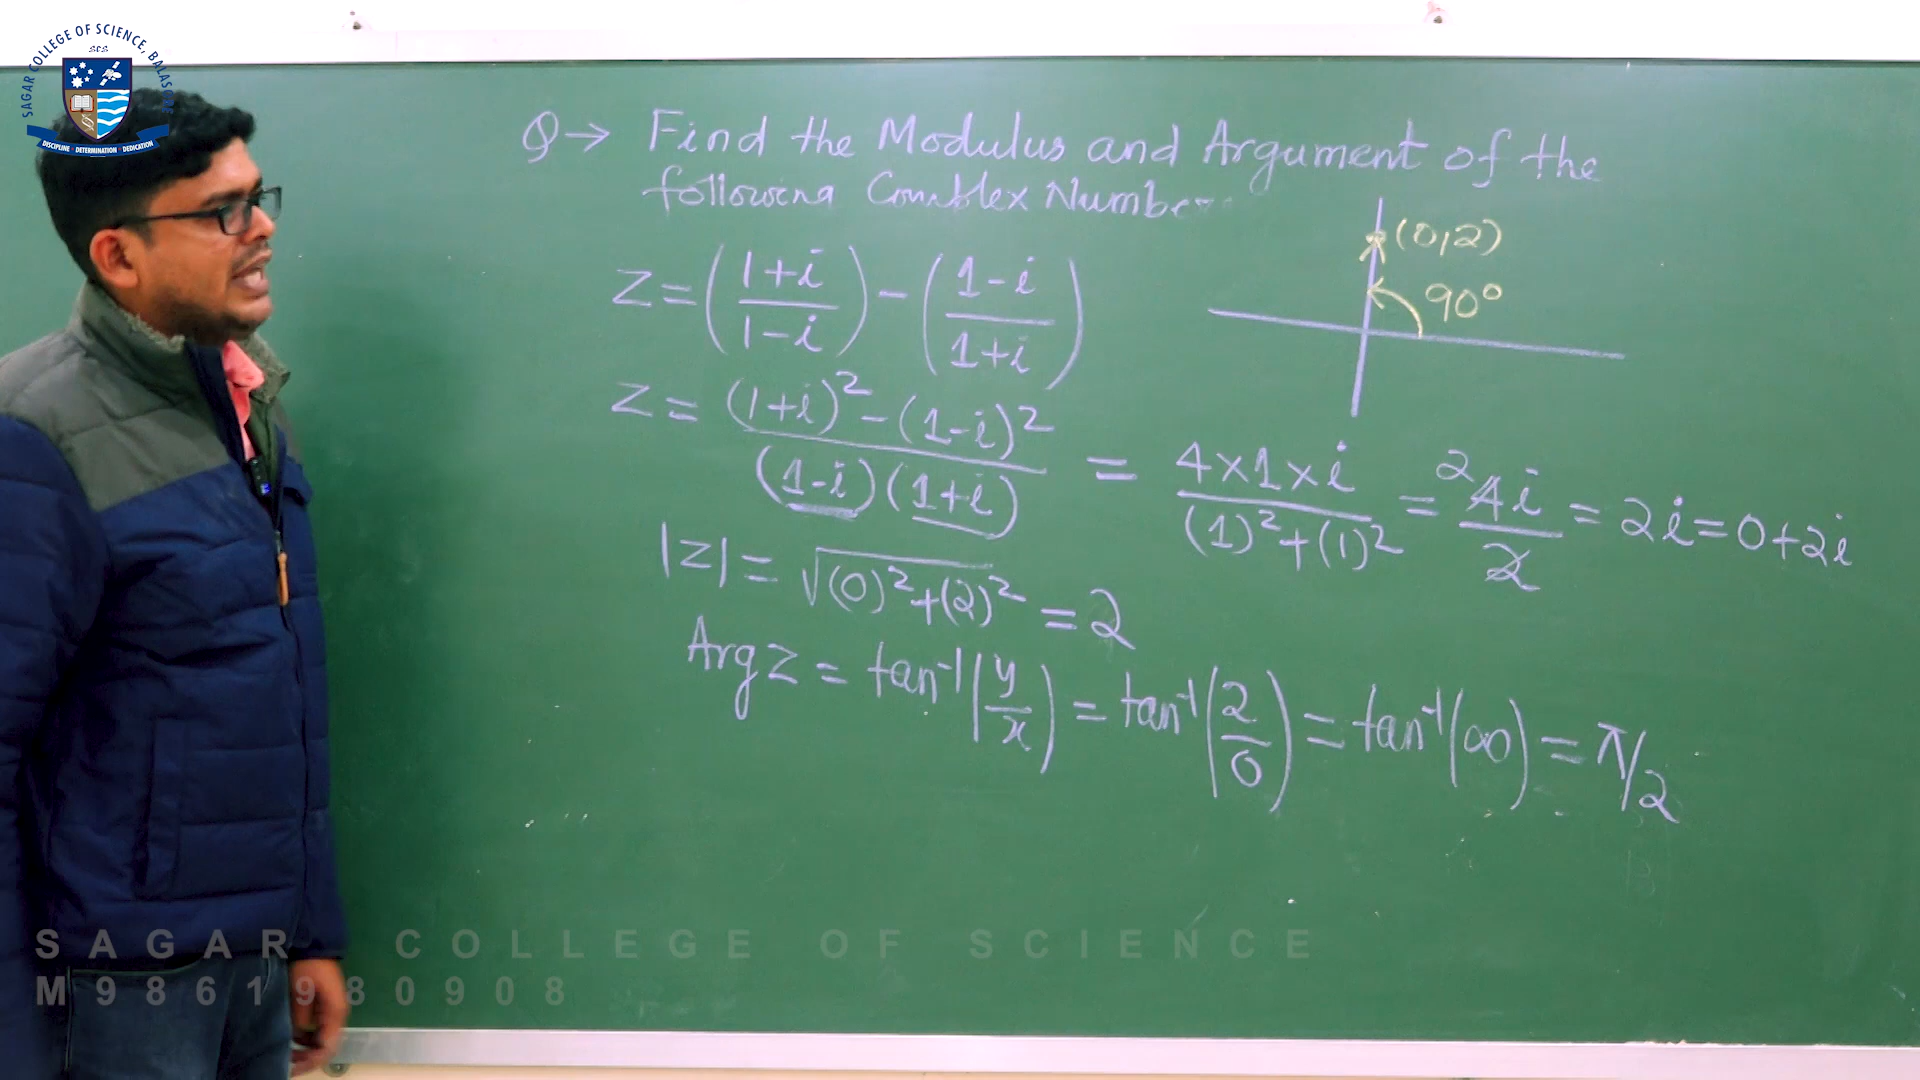 SAGAR COLLEGE OF SCIENCE, BALASORE
SCS
DISCIPLINE · DETERMINATION · DEDICATION
Q→ Find the Modulus and Argument of the
following Complex Number
(0,2)
90°
Z=((1+i)/(1-i)) - ((1-i)/(1+i))
Z= ((1+i)² - (1-i)²)/((1-i)(1+i)) = (4×1×i)/((1)²+(1)²) = ²4i/2 = 2i = 0+2i
|Z| = √(0)²+(2)² = 2
Arg Z = tan⁻¹(y/x) = tan⁻¹(2/0) = tan⁻¹(∞) = π/2
SAGAR COLLEGE OF SCIENCE
M9861980908